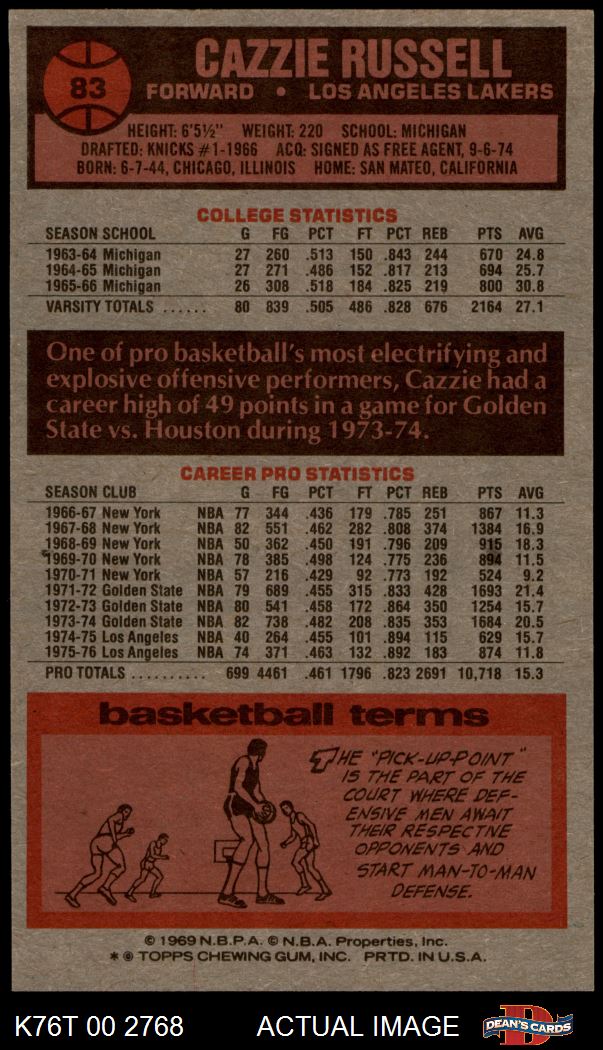 83
CAZZIE RUSSELL
FORWARD • LOS ANGELES LAKERS
HEIGHT: 6'5½" WEIGHT: 220 SCHOOL: MICHIGAN
DRAFTED: KNICKS #1-1966 ACQ: SIGNED AS FREE AGENT, 9-6-74
BORN: 6-7-44, CHICAGO, ILLINOIS HOME: SAN MATEO, CALIFORNIA
COLLEGE STATISTICS
SEASON SCHOOL G FG PCT FT PCT REB PTS AVG
1963-64 Michigan 27 260 .513 150 .843 244 670 24.8
1964-65 Michigan 27 271 .486 152 .817 213 694 25.7
1965-66 Michigan 26 308 .518 184 .825 219 800 30.8
VARSITY TOTALS ...... 80 839 .505 486 .828 676 2164 27.1
One of pro basketball's most electrifying and
explosive offensive performers, Cazzie had a
career high of 49 points in a game for Golden
State vs. Houston during 1973-74.
CAREER PRO STATISTICS
SEASON CLUB G FG PCT FT PCT REB PTS AVG
1966-67 New York NBA 77 344 .436 179 .785 251 867 11.3
1967-68 New York NBA 82 551 .462 282 .808 374 1384 16.9
1968-69 New York NBA 50 362 .450 191 .796 209 915 18.3
1969-70 New York NBA 78 385 .498 124 .775 236 894 11.5
1970-71 New York NBA 57 216 .429 92 .773 192 524 9.2
1971-72 Golden State NBA 79 689 .455 315 .833 428 1693 21.4
1972-73 Golden State NBA 80 541 .458 172 .864 350 1254 15.7
1973-74 Golden State NBA 82 738 .482 208 .835 353 1684 20.5
1974-75 Los Angeles NBA 40 264 .455 101 .894 115 629 15.7
1975-76 Los Angeles NBA 74 371 .463 132 .892 183 874 11.8
PRO TOTALS .......... 699 4461 .461 1796 .823 2691 10,718 15.3
basketball terms
THE "PICK-UP-POINT"
IS THE PART OF THE
COURT WHERE DEF-
ENSIVE MEN AWAIT
THEIR RESPECTIVE
OPPONENTS AND
START MAN-TO-MAN
DEFENSE.
© 1969 N.B.P.A. © N.B.A. Properties, Inc.
* ® TOPPS CHEWING GUM, INC. PRTD. IN U.S.A.
K76T 00 2768 ACTUAL IMAGE
D
DEAN'S CARDS